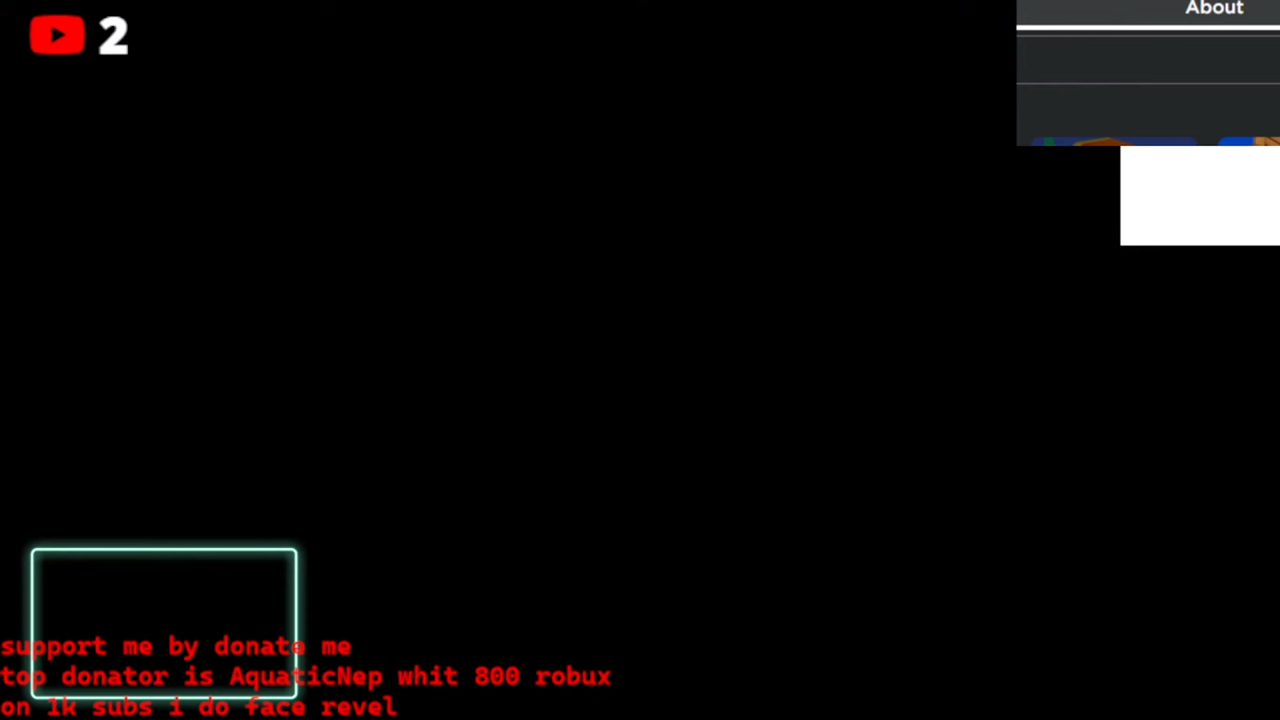 2
About
support me by donate me
top donator is AquaticNep whit 800 robux
on 1k subs i do face revel